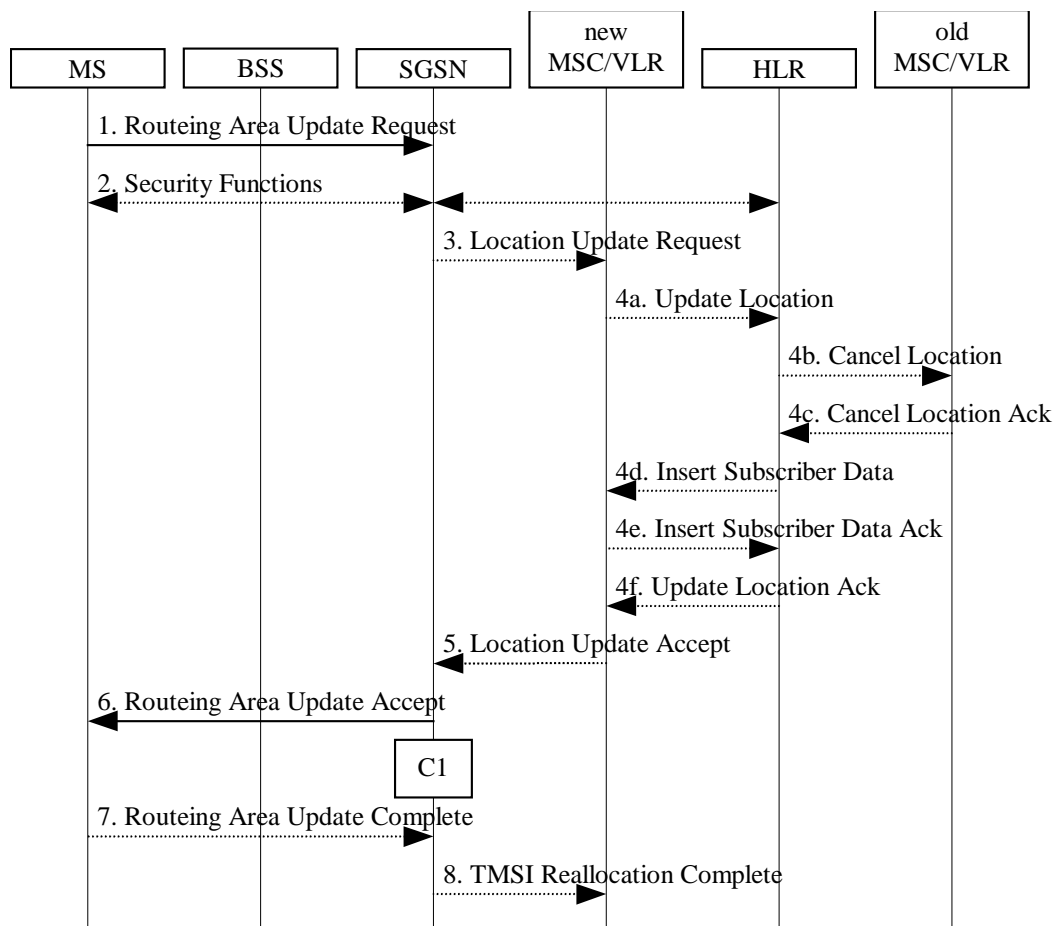 new
MSC/VLR
old
MSC/VLR
MS
BSS
SGSN
HLR
1. Routeing Area Update Request
2. Security Functions
3. Location Update Request
4a. Update Location
4b. Cancel Location
4c. Cancel Location Ack
4d. Insert Subscriber Data
4e. Insert Subscriber Data Ack
4f. Update Location Ack
5. Location Update Accept
6. Routeing Area Update Accept
C1
7. Routeing Area Update Complete
8. TMSI Reallocation Complete